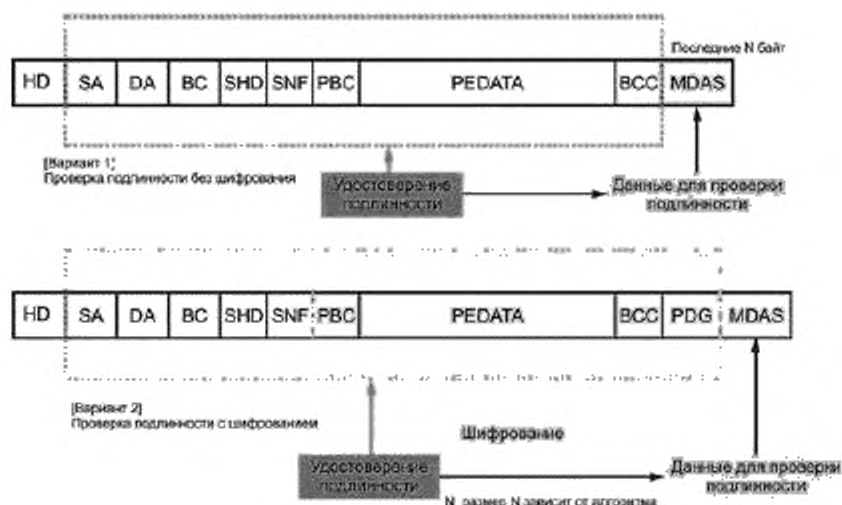 Последние N байт
HD SA DA BC SHD SNF PBC PEDATA BCC MDAS
[Вариант 1]
Проверка подлинности без шифрования
Удостоверение
подлинности
Данные для проверки
подлинности
HD SA DA BC SHD SNF PBC PEDATA BCC PDG MDAS
[Вариант 2]
Проверка подлинности с шифрованием
Шифрование
Удостоверение
подлинности
Данные для проверки
подлинности
N размер N зависит от алгоритма